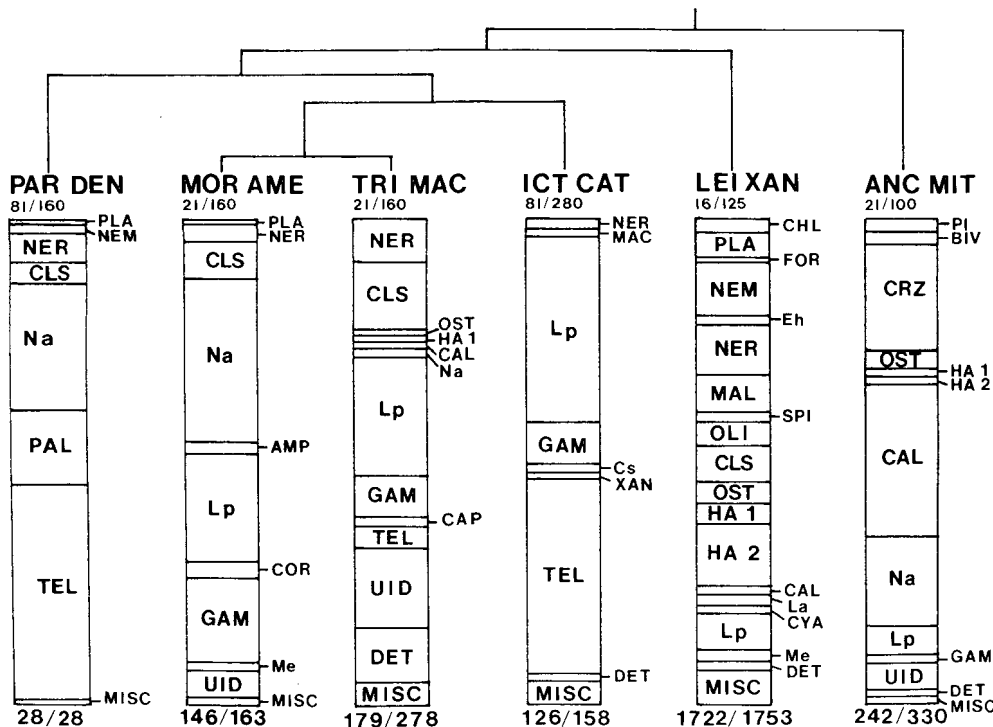 PAR DEN
81/160
PLA
NEM
NER
CLS
Na
PAL
TEL
MISC
28/28
MOR AME
21/160
PLA
NER
CLS
Na
AMP
Lp
COR
GAM
Me
UID
MISC
146/163
TRI MAC
21/160
NER
CLS
OST
HA 1
CAL
Na
Lp
GAM
CAP
TEL
UID
DET
MISC
179/278
ICT CAT
81/280
NER
MAC
Lp
GAM
Cs
XAN
TEL
DET
MISC
126/158
LEI XAN
16/125
CHL
PLA
FOR
NEM
Eh
NER
MAL
SPI
OLI
CLS
OST
HA 1
HA 2
CAL
La
CYA
Lp
Me
DET
MISC
1722/1753
ANC MIT
21/100
PI
BIV
CRZ
OST
HA 1
HA 2
CAL
Na
Lp
GAM
UID
DET
MISC
242/330